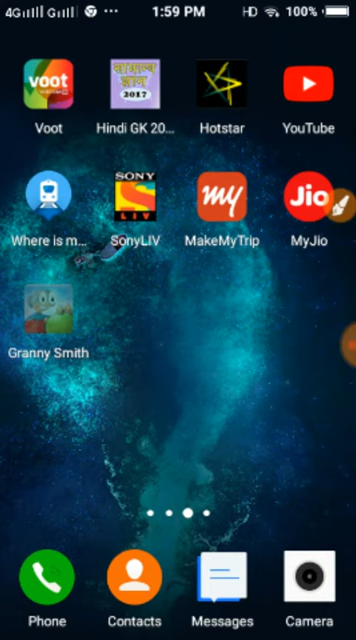 4G G ... 1:59 PM HD 100%
voot
सामान्य
ज्ञान
2017
Voot Hindi GK 20... Hotstar YouTube
SONY
LIV
my
Jio
Where is m... SonyLIV MakeMyTrip MyJio
Granny Smith
Phone Contacts Messages Camera